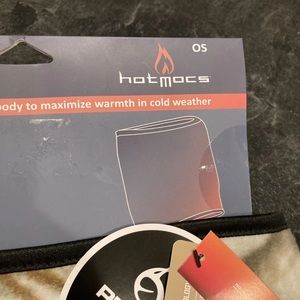 OS
hotmocs
body to maximize warmth in cold weather